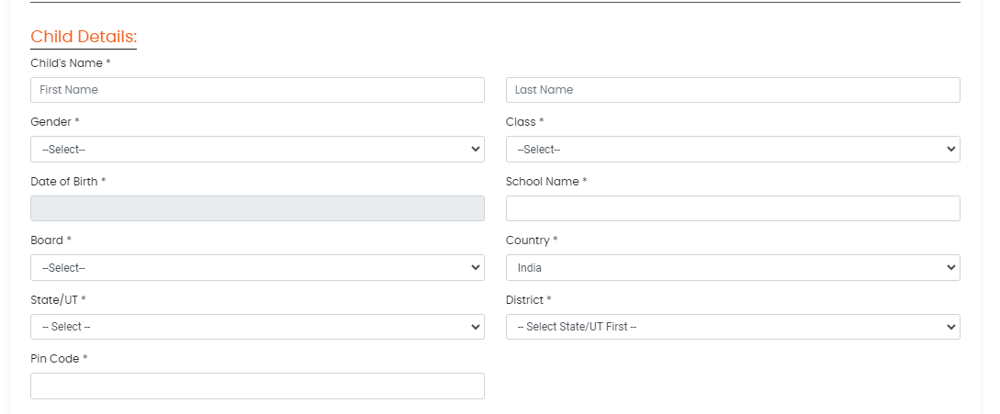 Child Details:
Child's Name *
First Name Last Name
Gender * Class *
--Select-- --Select--
Date of Birth * School Name *
Board * Country *
--Select-- India
State/UT * District *
-- Select -- -- Select State/UT First --
Pin Code *